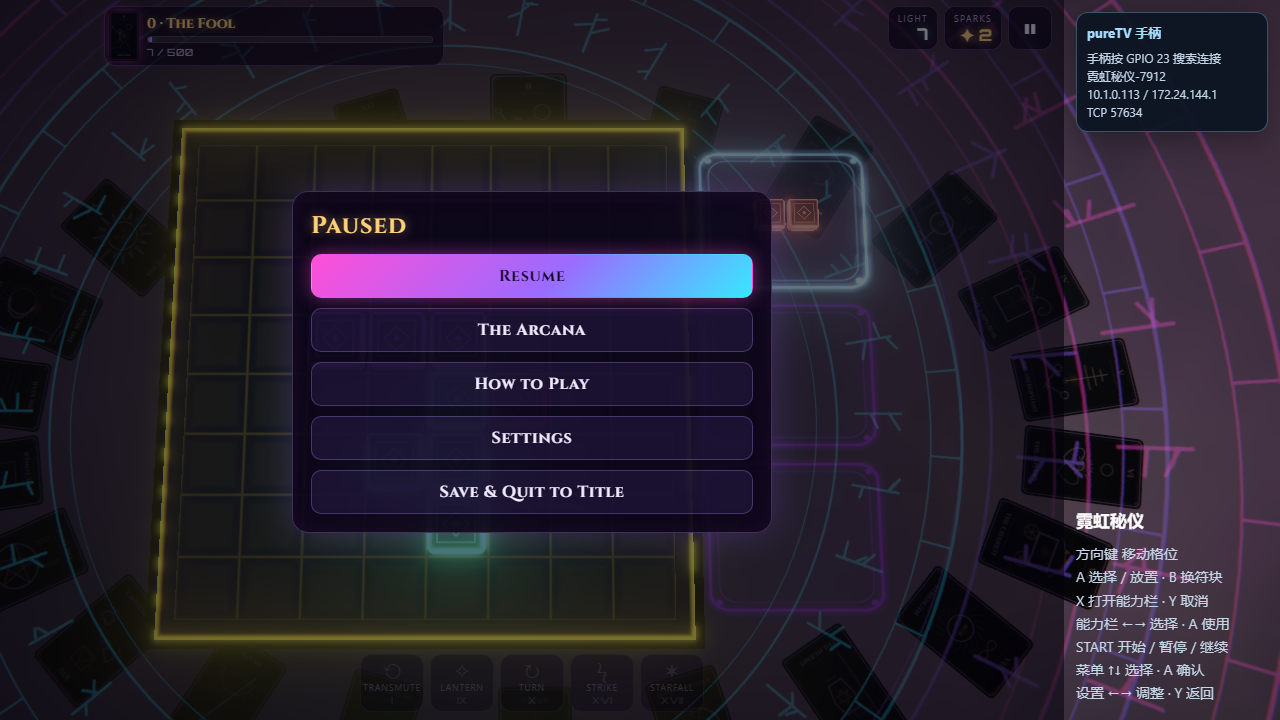 0 · The Fool
7 / 500
LIGHT
7
SPARKS
✦ 2
Paused
Resume
The Arcana
How to Play
Settings
Save & Quit to Title
TRANSMUTE
I
LANTERN
IX
TURN
X
STRIKE
XVI
STARFALL
XVII
pureTV 手柄
手柄按 GPIO 23 搜索连接
霓虹秘仪-7912
10.1.0.113 / 172.24.144.1
TCP 57634
霓虹秘仪
方向键 移动格位
A 选择 / 放置 · B 换符块
X 打开能力栏 · Y 取消
能力栏 ←→ 选择 · A 使用
START 开始 / 暂停 / 继续
菜单 ↑↓ 选择 · A 确认
设置 ←→ 调整 · Y 返回